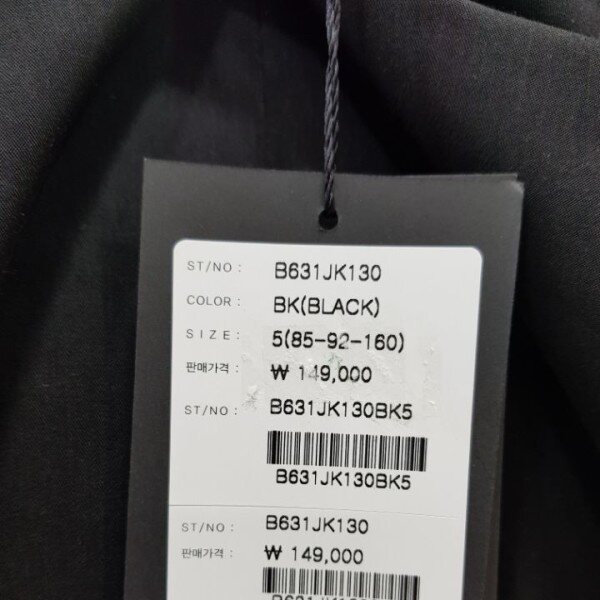 ST/NO : B631JK130
COLOR : BK(BLACK)
SIZE : 5(85-92-160)
판매가격 : ₩ 149,000
ST/NO : B631JK130BK5
B631JK130BK5
ST/NO : B631JK130
판매가격 : ₩ 149,000